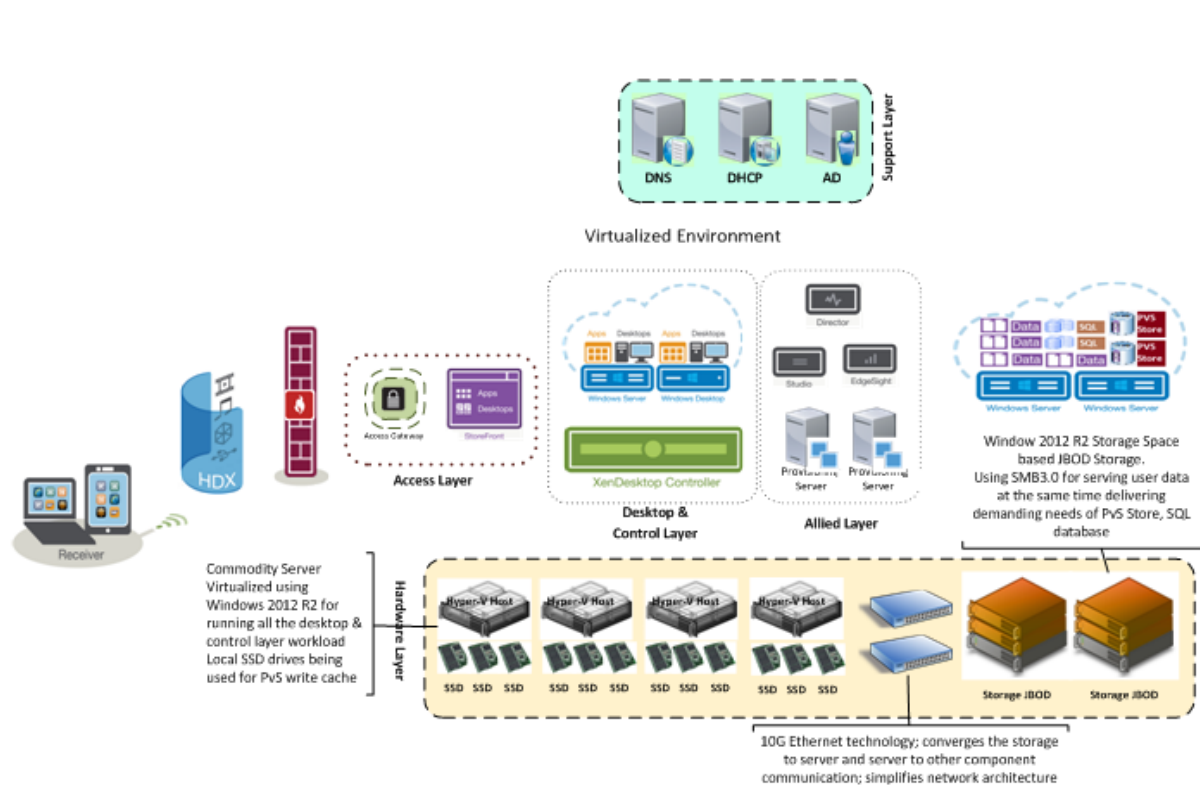 DNS
DHCP
AD
Support Layer
Virtualized Environment
HDX
Receiver
Access Gateway
Apps
Desktops
StoreFront
Access Layer
Apps Desktops Apps Desktops
Windows Server
Windows Desktop
XenDesktop Controller
Desktop &
Control Layer
Director
Studio
EdgeSight
Provisioning
Server
Provisioning
Server
Allied Layer
Data SQL PVS
Store
Data SQL
Data Data PVS
Store
Windows Server
Windows Server
Window 2012 R2 Storage Space
based JBOD Storage.
Using SMB3.0 for serving user data
at the same time delivering
demanding needs of PvS Store, SQL
database
Commodity Server
Virtualized using
Windows 2012 R2 for
running all the desktop &
control layer workload
Local SSD drives being
used for PvS write cache
Hardware Layer
Hyper-V Host
Hyper-V Host
Hyper-V Host
Hyper-V Host
SSD SSD SSD
SSD SSD SSD
SSD SSD SSD
SSD SSD SSD
Storage JBOD
Storage JBOD
10G Ethernet technology; converges the storage
to server and server to other component
communication; simplifies network architecture